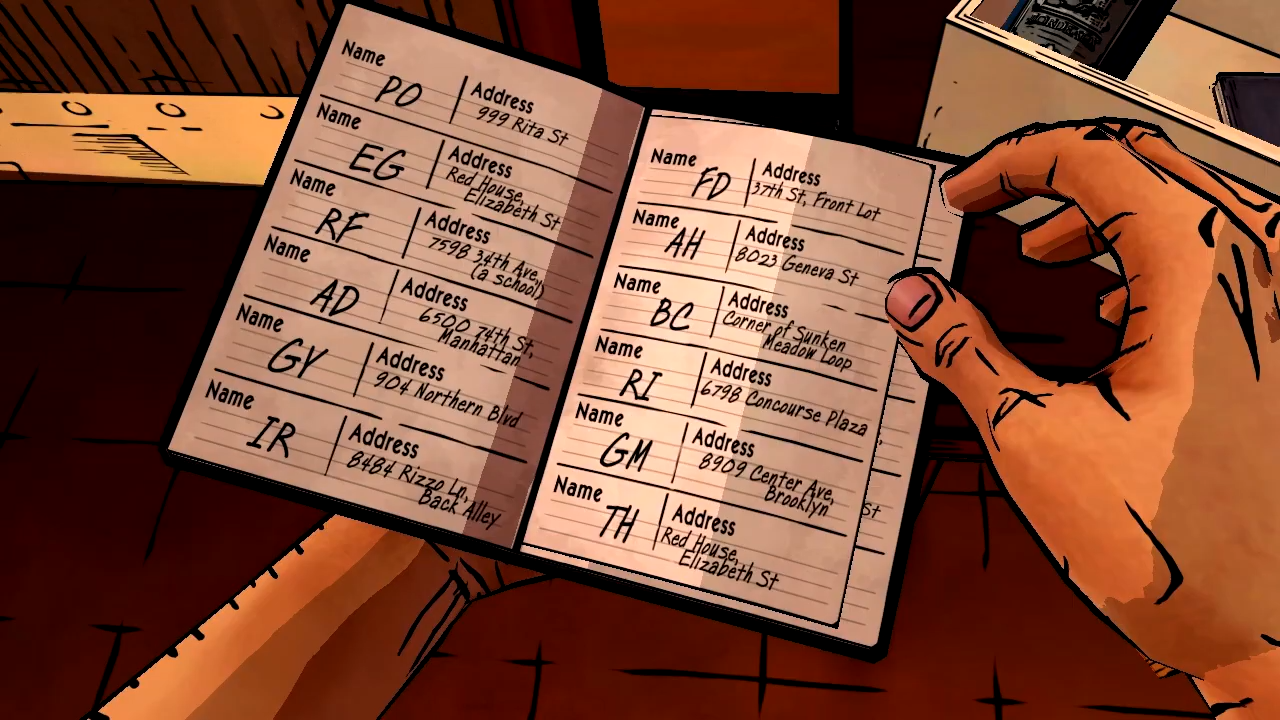 Name
PO
Address
999 Rita St
Name
EG
Address
Red House,
Elizabeth St
Name
RF
Address
7598 34th Ave.,
(a school)
Name
AD
Address
6500 74th St,
Manhattan
Name
GY
Address
904 Northern Blvd
Name
IR
Address
8484 Rizzo Ln,
Back Alley
Name
FD
Address
37th St, Front Lot
Name
AH
Address
8023 Geneva St
Name
BC
Address
Corner of Sunken
Meadow Loop
Name
RI
Address
6798 Concourse Plaza
Name
GM
Address
8909 Center Ave,
Brooklyn
Name
TH
Address
Red House,
Elizabeth St
St